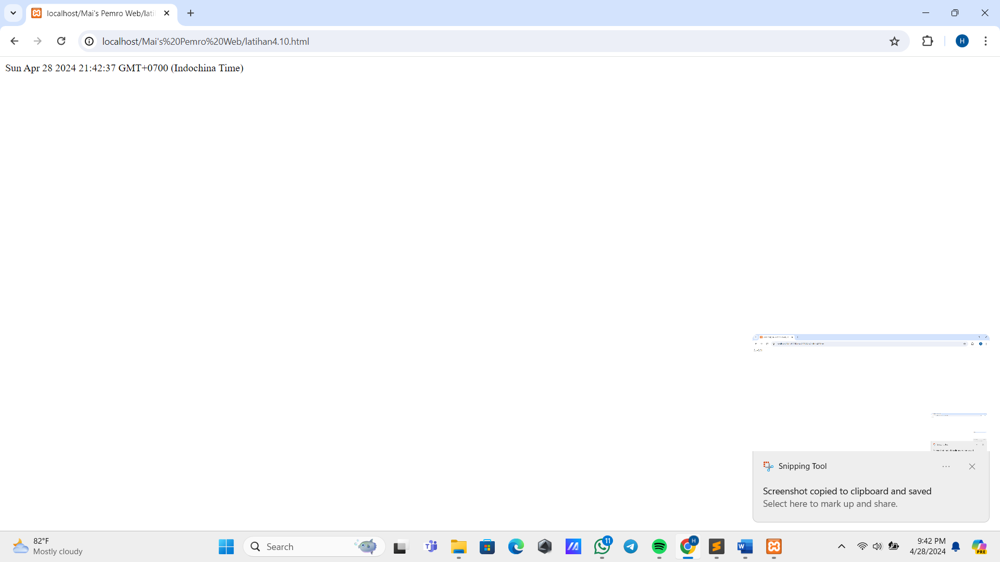 localhost/Mai's Pemro Web/lati
localhost/Mai's%20Pemro%20Web/latihan4.10.html
H
Sun Apr 28 2024 21:42:37 GMT+0700 (Indochina Time)
Snipping Tool
Screenshot copied to clipboard and saved
Select here to mark up and share.
82°F
Mostly cloudy
Search
11
H
9:42 PM
4/28/2024
PRE